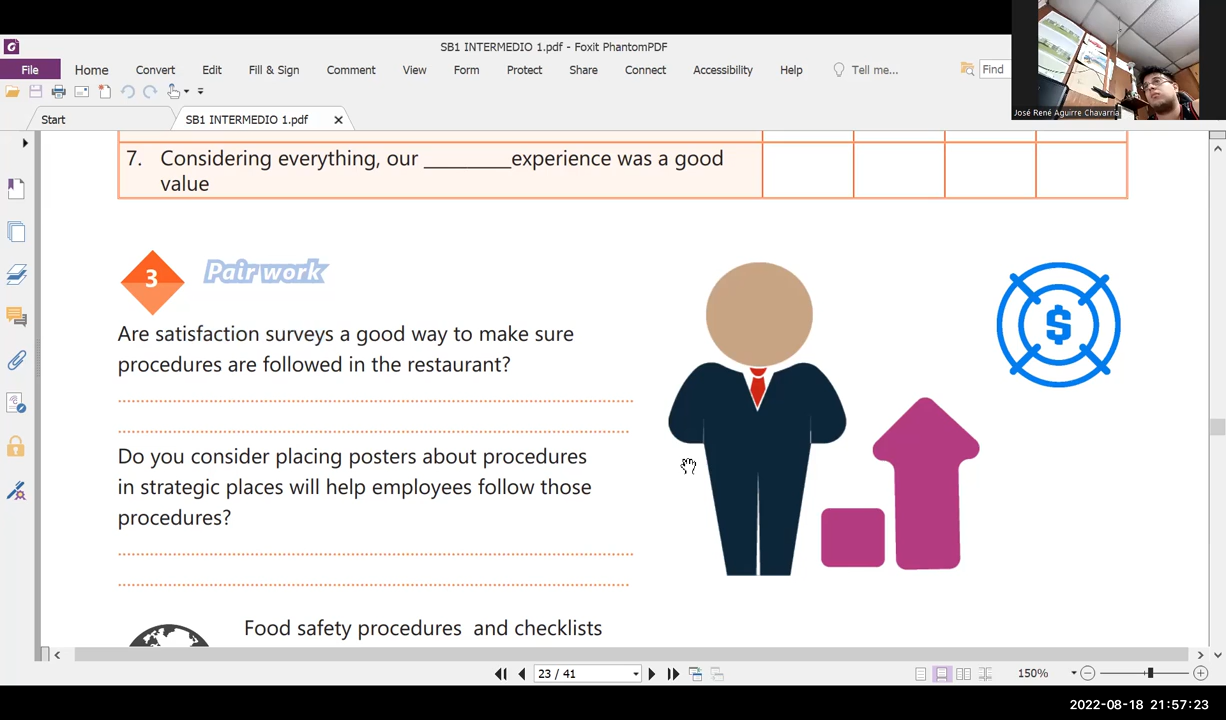 SB1 INTERMEDIO 1.pdf - Foxit PhantomPDF
File Home Convert Edit Fill & Sign Comment View Form Protect Share Connect Accessibility Help Tell me... Find
José René Aguirre Chavarría
Start SB1 INTERMEDIO 1.pdf
7. Considering everything, our _________experience was a good
value
3 Pair work
Are satisfaction surveys a good way to make sure
procedures are followed in the restaurant?
Do you consider placing posters about procedures
in strategic places will help employees follow those
procedures?
$
Food safety procedures and checklists
23 / 41 150%
2022-08-18 21:57:23